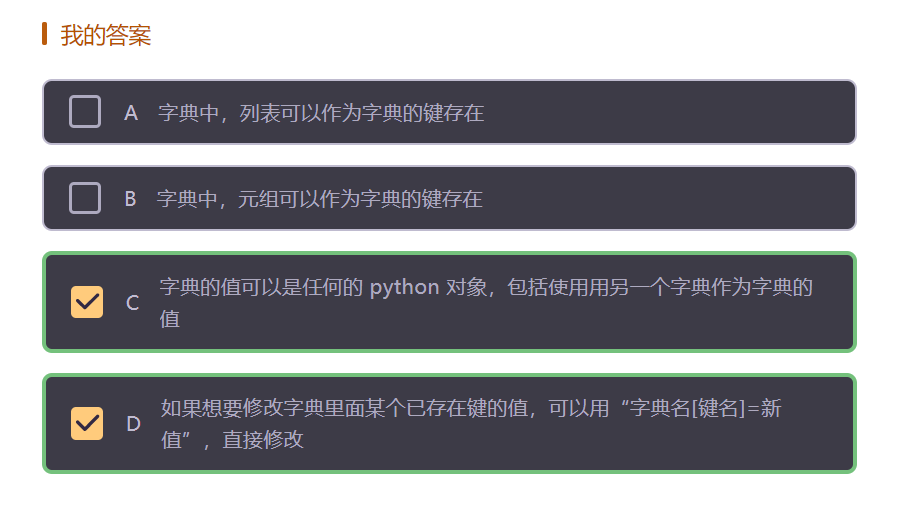 我的答案
A 字典中，列表可以作为字典的键存在
B 字典中，元组可以作为字典的键存在
C 字典的值可以是任何的 python 对象，包括使用用另一个字典作为字典的
值
D 如果想要修改字典里面某个已存在键的值，可以用“字典名[键名]=新
值”，直接修改